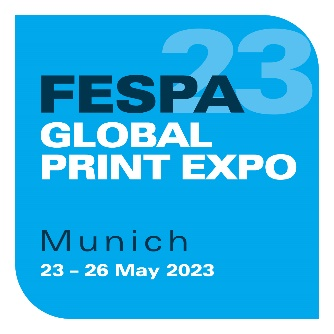 23
FESPA
GLOBAL
PRINT EXPO
Munich
23 – 26 May 2023